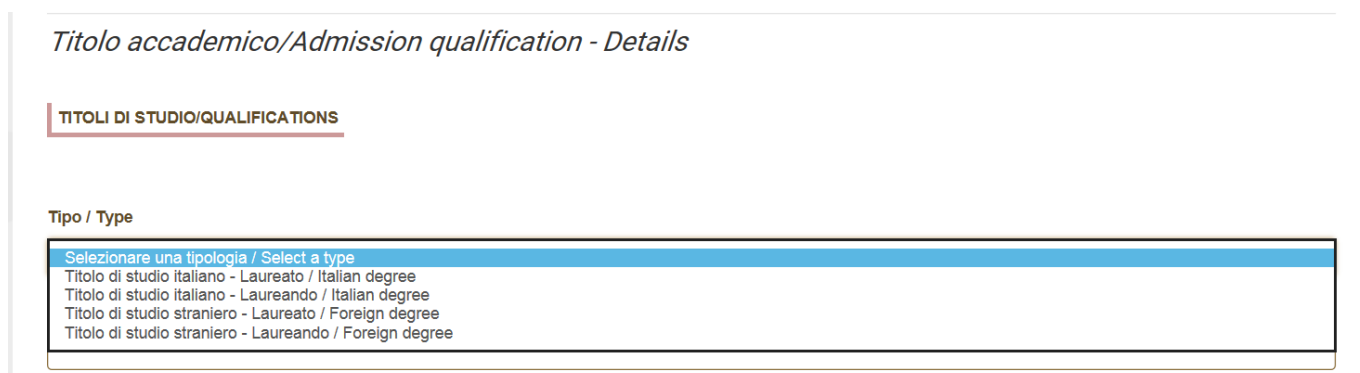 Titolo accademico/Admission qualification - Details
TITOLI DI STUDIO/QUALIFICATIONS
Tipo / Type
Selezionare una tipologia / Select a type
Titolo di studio italiano - Laureato / Italian degree
Titolo di studio italiano - Laureando / Italian degree
Titolo di studio straniero - Laureato / Foreign degree
Titolo di studio straniero - Laureando / Foreign degree